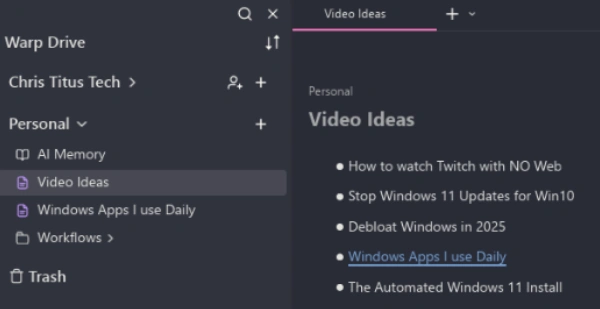 Warp Drive
Chris Titus Tech
Personal
AI Memory
Video Ideas
Windows Apps I use Daily
Workflows
Trash
Video Ideas
Personal
Video Ideas
How to watch Twitch with NO Web
Stop Windows 11 Updates for Win10
Debloat Windows in 2025
Windows Apps I use Daily
The Automated Windows 11 Install